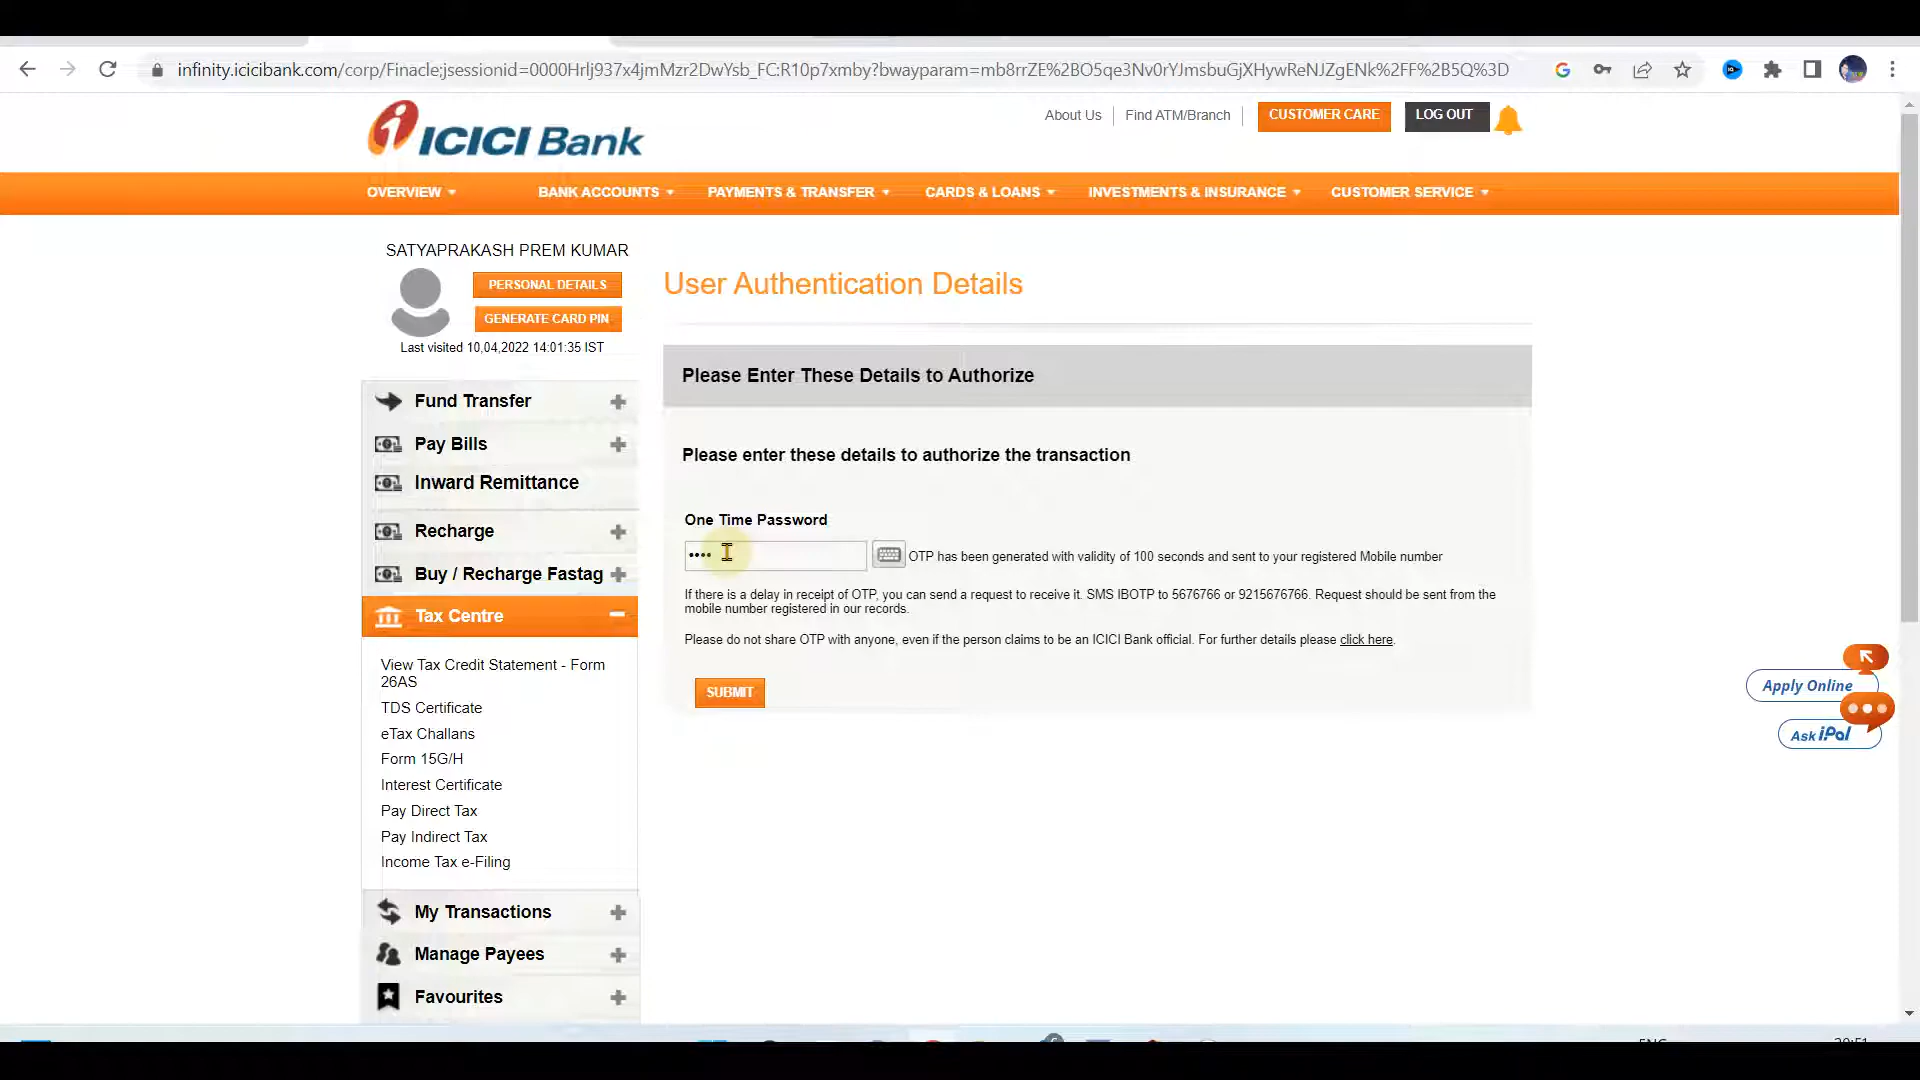 infinity.icicibank.com/corp/Finacle;jsessionid=0000Hrlj937x4jmMzr2DwYsb_FC:R10p7xmby?bwayparam=mb8rrZE%2BO5qe3Nv0rYJmsbuGjXHywReNJZgENk%2FF%2B5Q%3D
ICICI Bank
About Us
Find ATM/Branch
CUSTOMER CARE
LOG OUT
OVERVIEW
BANK ACCOUNTS
PAYMENTS & TRANSFER
CARDS & LOANS
INVESTMENTS & INSURANCE
CUSTOMER SERVICE
SATYAPRAKASH PREM KUMAR
PERSONAL DETAILS
GENERATE CARD PIN
Last visited 10,04,2022 14:01:35 IST
Fund Transfer
Pay Bills
Inward Remittance
Recharge
Buy / Recharge Fastag
Tax Centre
View Tax Credit Statement - Form
26AS
TDS Certificate
eTax Challans
Form 15G/H
Interest Certificate
Pay Direct Tax
Pay Indirect Tax
Income Tax e-Filing
My Transactions
Manage Payees
Favourites
User Authentication Details
Please Enter These Details to Authorize
Please enter these details to authorize the transaction
One Time Password
OTP has been generated with validity of 100 seconds and sent to your registered Mobile number
If there is a delay in receipt of OTP, you can send a request to receive it. SMS IBOTP to 5676766 or 9215676766. Request should be sent from the
mobile number registered in our records.
Please do not share OTP with anyone, even if the person claims to be an ICICI Bank official. For further details please click here.
SUBMIT
Apply Online
Ask iPal